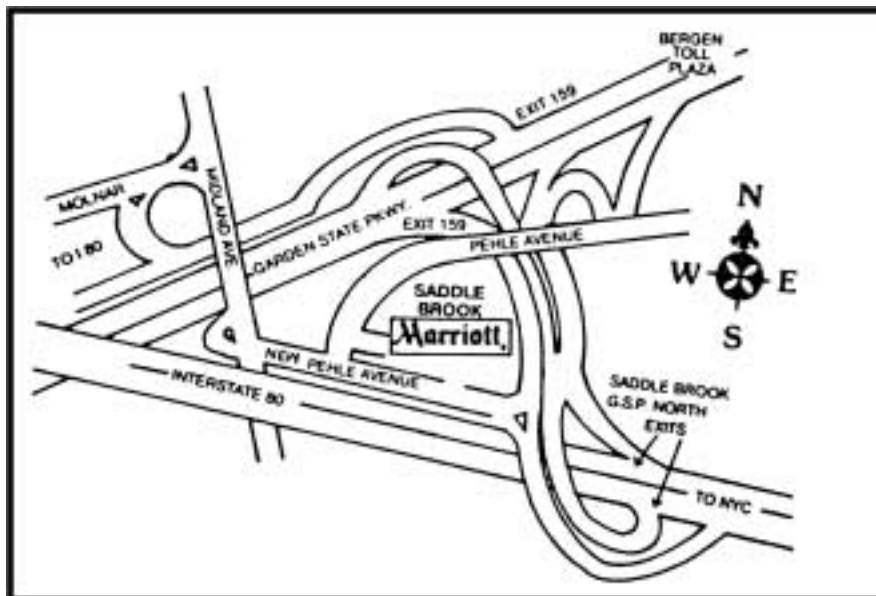 BERGEN
TOLL
PLAZA
EXIT 159
MOLNAR
MIDLAND AVE
TO I 80
GARDEN STATE PKWY.
EXIT 159
PEHLE AVENUE
N
W
E
S
SADDLE
BROOK
Marriott.
NEW PEHLE AVENUE
INTERSTATE 80
SADDLE BROOK
G.S.P. NORTH
EXITS
TO NYC